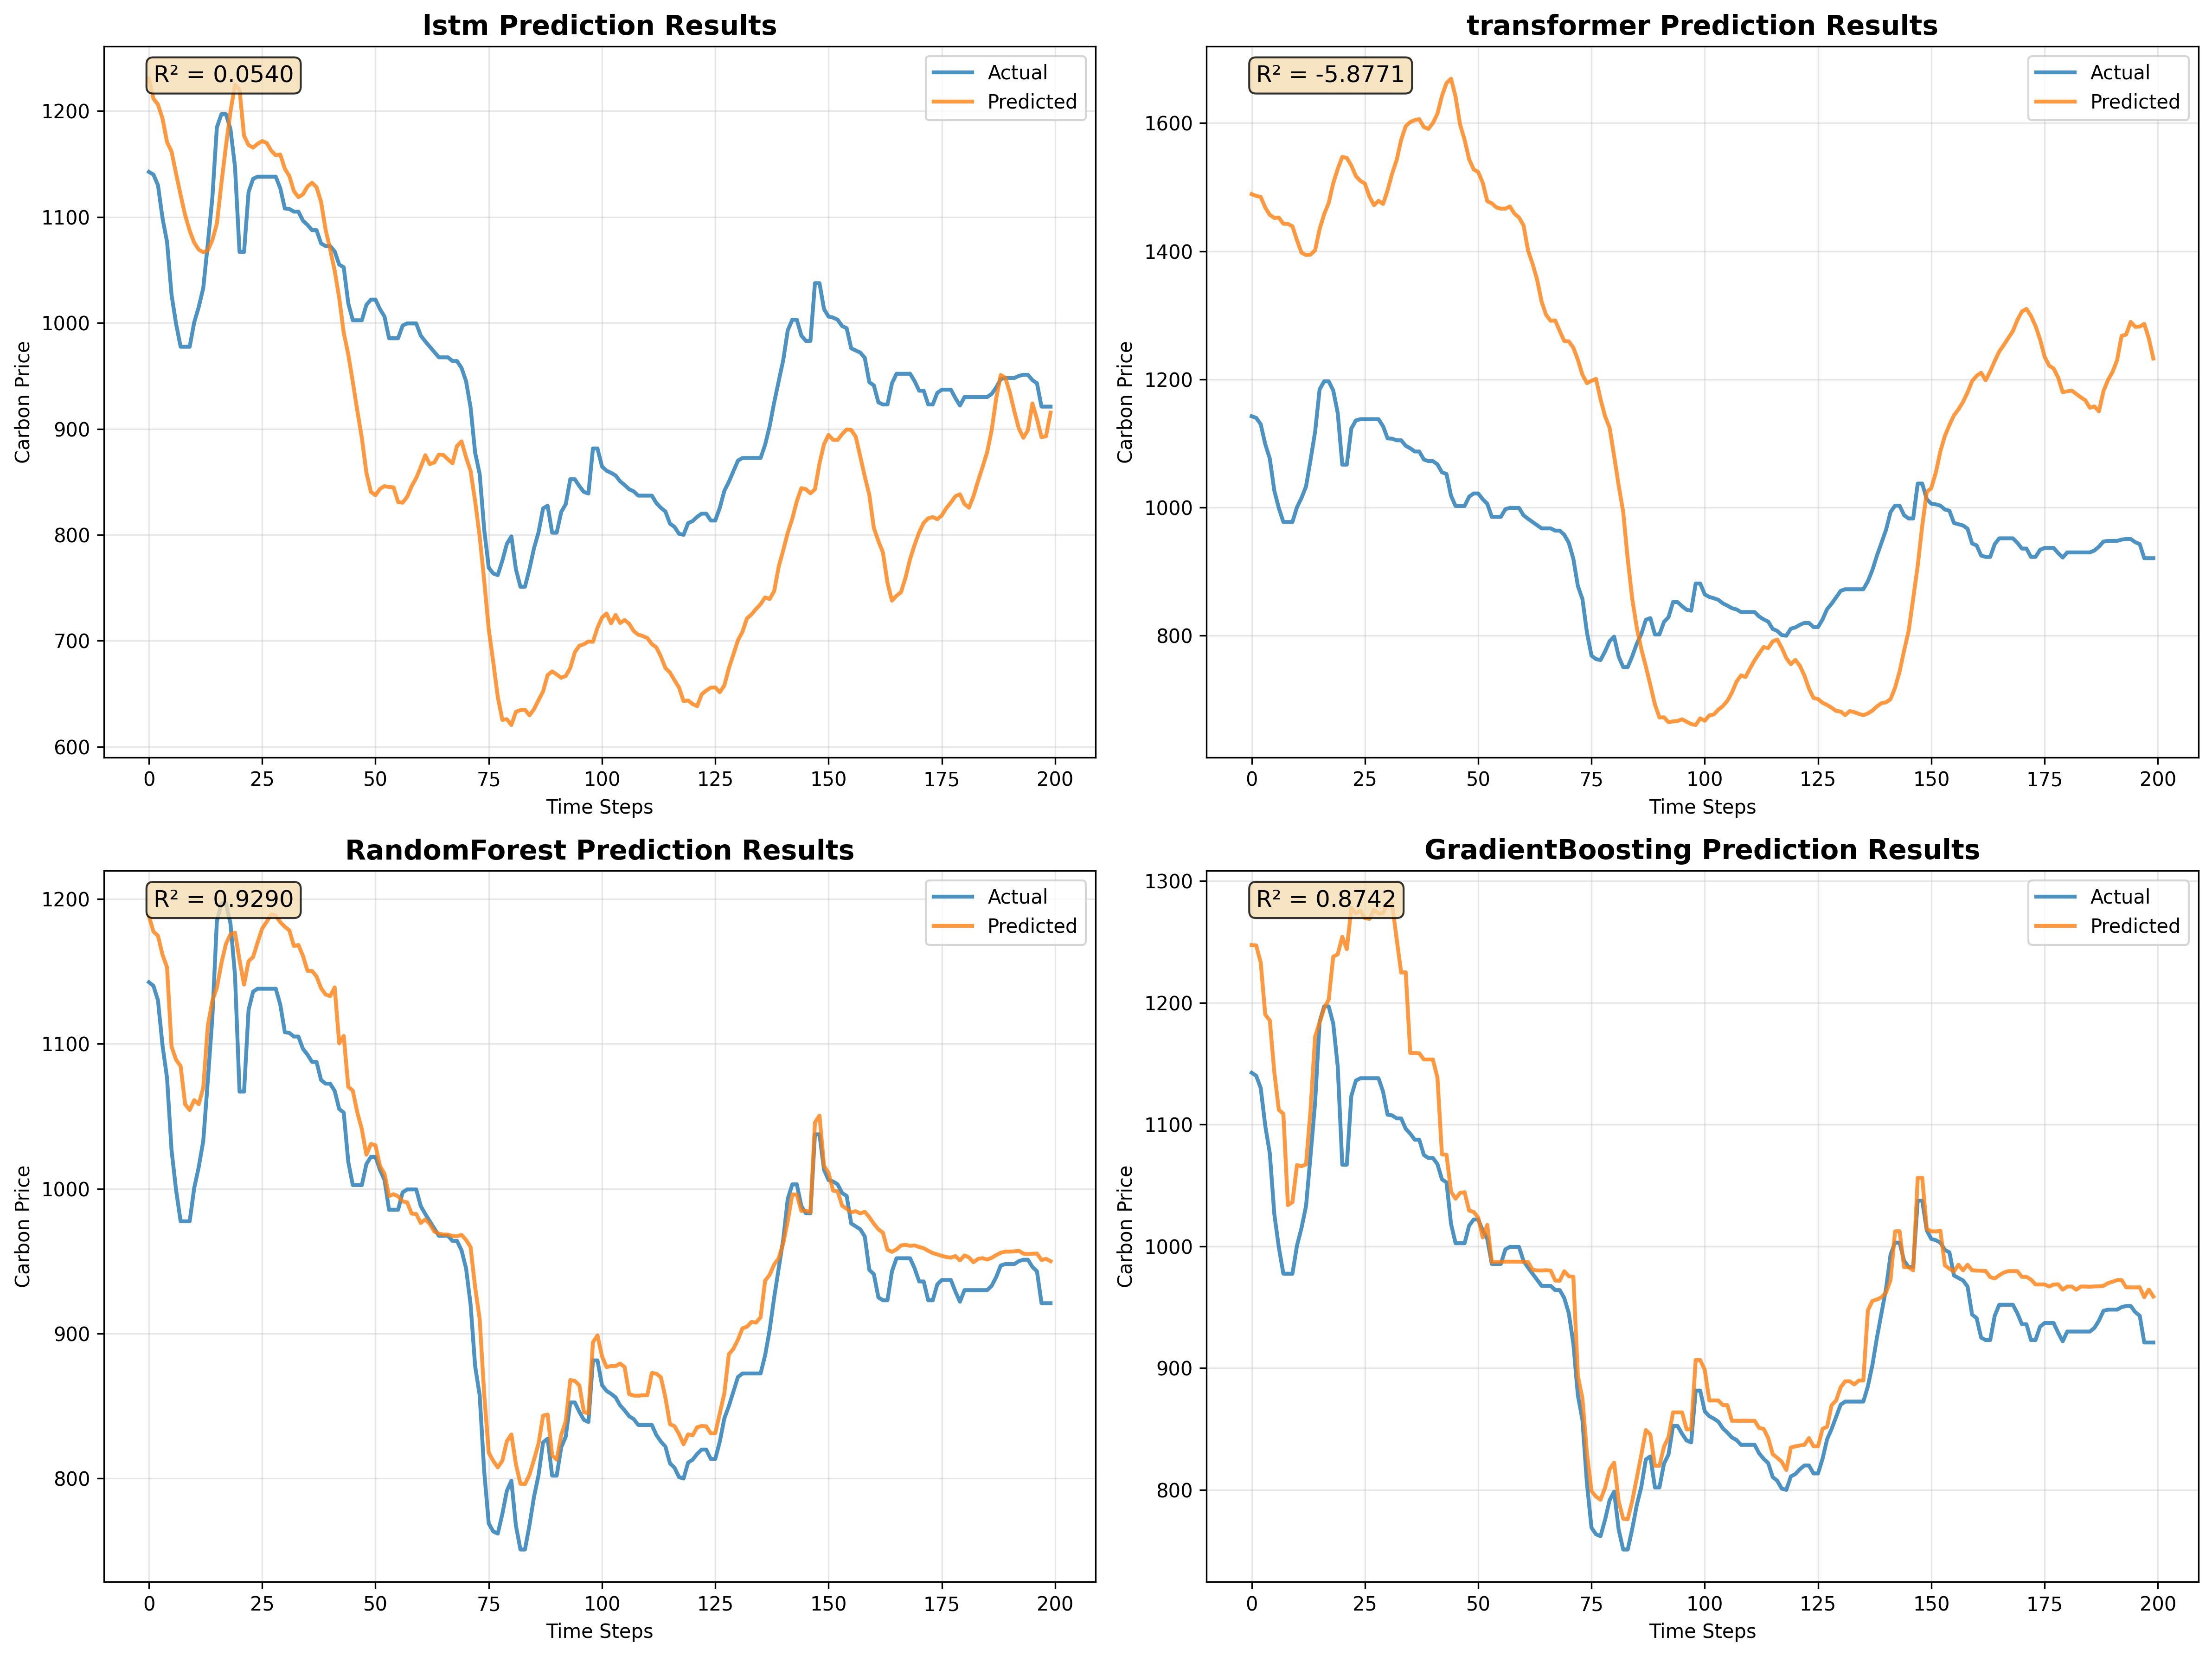 lstm Prediction Results
R² = 0.0540
Actual
Predicted
1200
1100
1000
900
800
700
600
Carbon Price
0 25 50 75 100 125 150 175 200
Time Steps
transformer Prediction Results
R² = -5.8771
Actual
Predicted
1600
1400
1200
1000
800
Carbon Price
0 25 50 75 100 125 150 175 200
Time Steps
RandomForest Prediction Results
R² = 0.9290
Actual
Predicted
1200
1100
1000
900
800
Carbon Price
0 25 50 75 100 125 150 175 200
Time Steps
GradientBoosting Prediction Results
R² = 0.8742
Actual
Predicted
1300
1200
1100
1000
900
800
Carbon Price
0 25 50 75 100 125 150 175 200
Time Steps